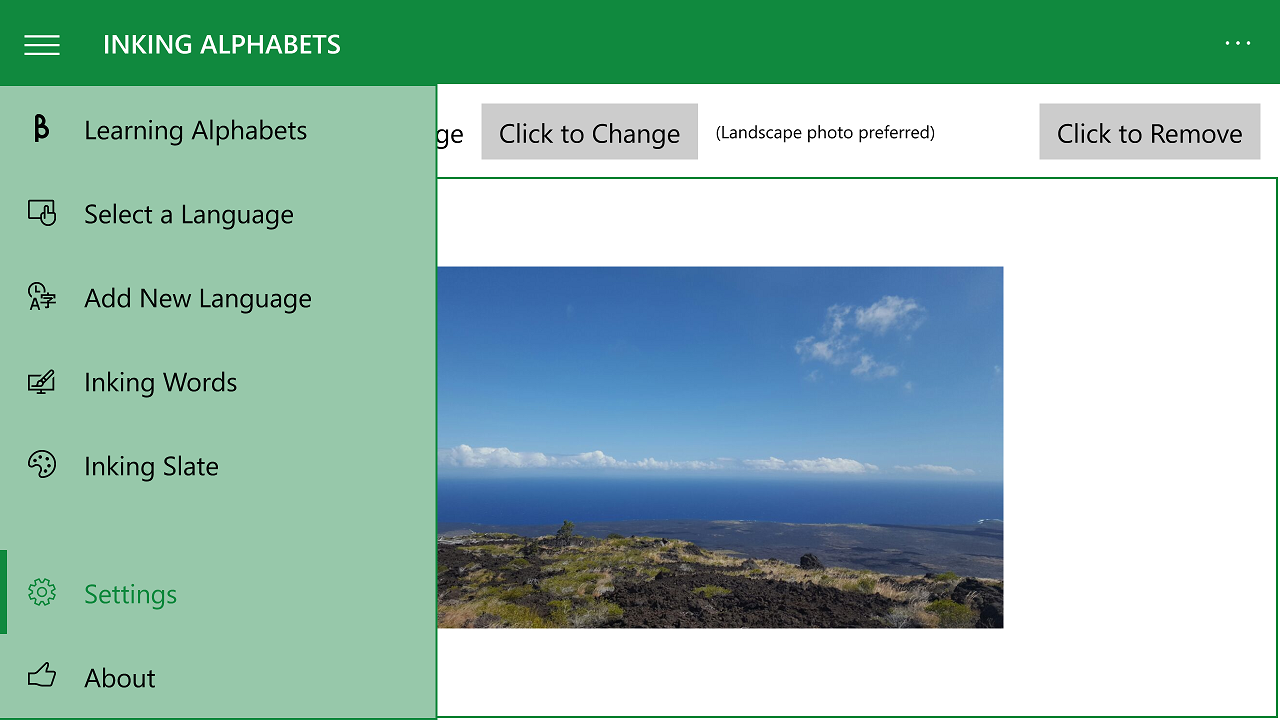 INKING ALPHABETS
Learning Alphabets
ge Click to Change (Landscape photo preferred) Click to Remove
Select a Language
Add New Language
Inking Words
Inking Slate
Settings
About